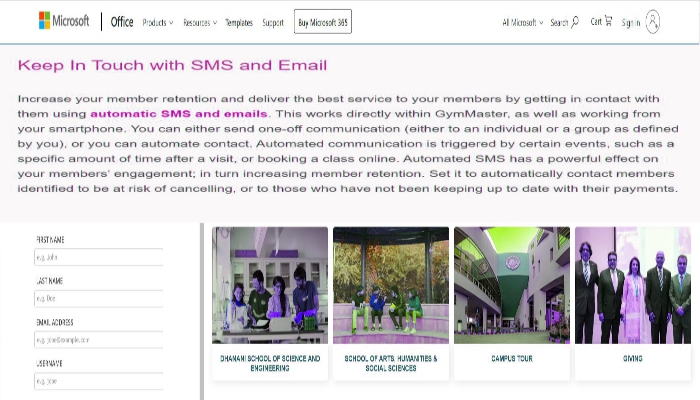 Microsoft Office Products Resources Templates Support Buy Microsoft 365 All Microsoft Search Cart Sign in
Keep In Touch with SMS and Email
Increase your member retention and deliver the best service to your members by getting in contact with
them using automatic SMS and emails. This works directly within GymMaster, as well as working from
your smartphone. You can either send one-off communication (either to an individual or a group as defined
by you), or you can automate contact. Automated communication is triggered by certain events, such as a
specific amount of time after a visit, or booking a class online. Automated SMS has a powerful effect on
your members' engagement; in turn increasing member retention. Set it to automatically contact members
identified to be at risk of cancelling, or to those who have not been keeping up to date with their payments.
FIRST NAME
e.g. John
LAST NAME
e.g. Doe
EMAIL ADDRESS
e.g. jobe@example.com
USERNAME
e.g. jobe
DHANANI SCHOOL OF SCIENCE AND
ENGINEERING
SCHOOL OF ARTS, HUMANITIES &
SOCIAL SCIENCES
CAMPUS TOUR
GIVING